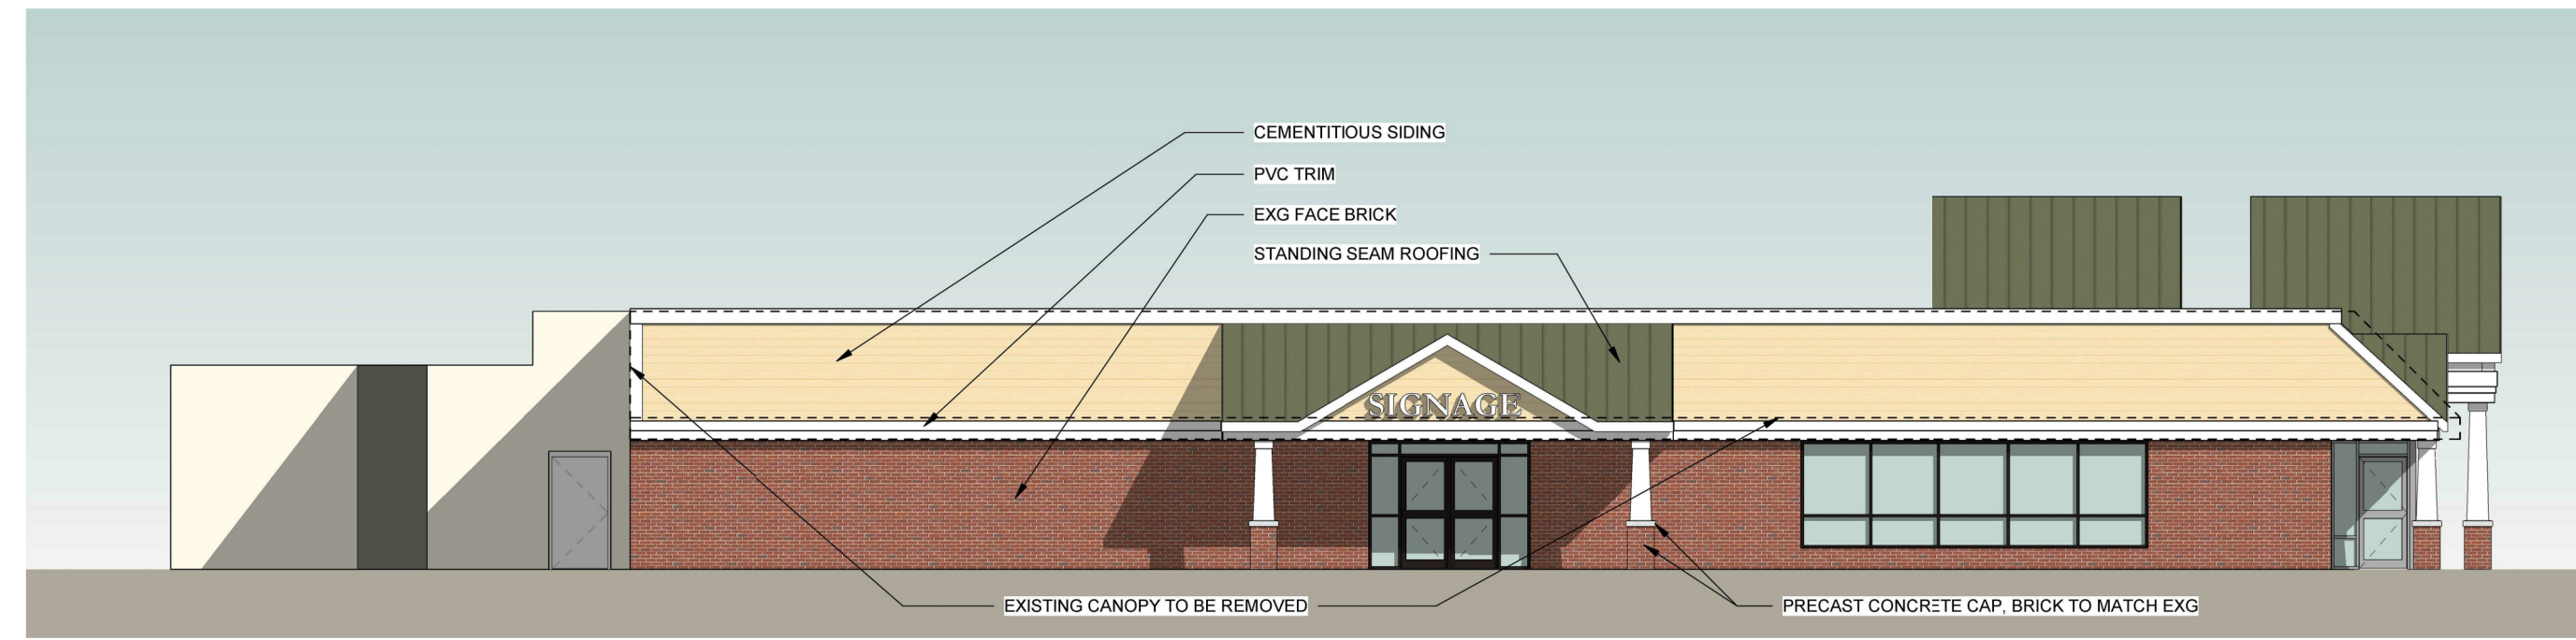 CEMENTITIOUS SIDING
PVC TRIM
EXG FACE BRICK
STANDING SEAM ROOFING
SIGNAGE
EXISTING CANOPY TO BE REMOVED
PRECAST CONCRETE CAP, BRICK TO MATCH EXG